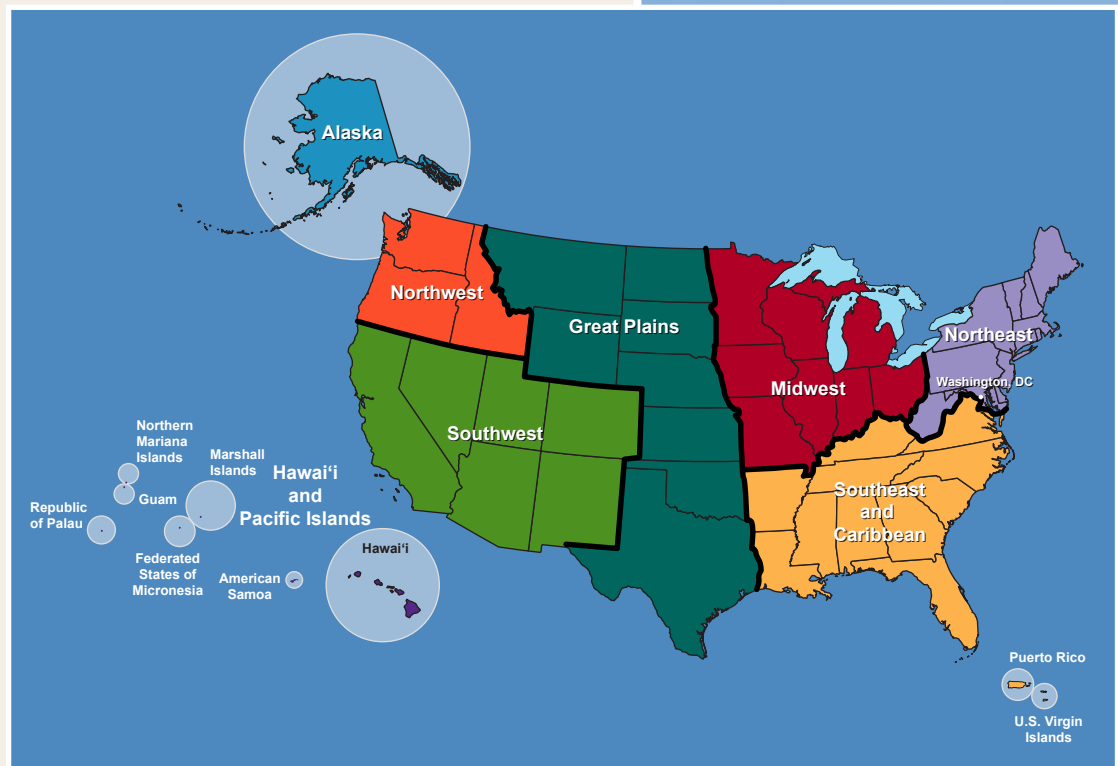 Alaska
Northwest
Great Plains
Northeast
Midwest
Washington, DC
Southwest
Northern
Mariana
Islands
Marshall
Islands
Hawai‘i
and
Pacific Islands
Guam
Republic
of Palau
Federated
States of
Micronesia
American
Samoa
Hawai‘i
Southeast
and
Caribbean
Puerto Rico
U.S. Virgin
Islands